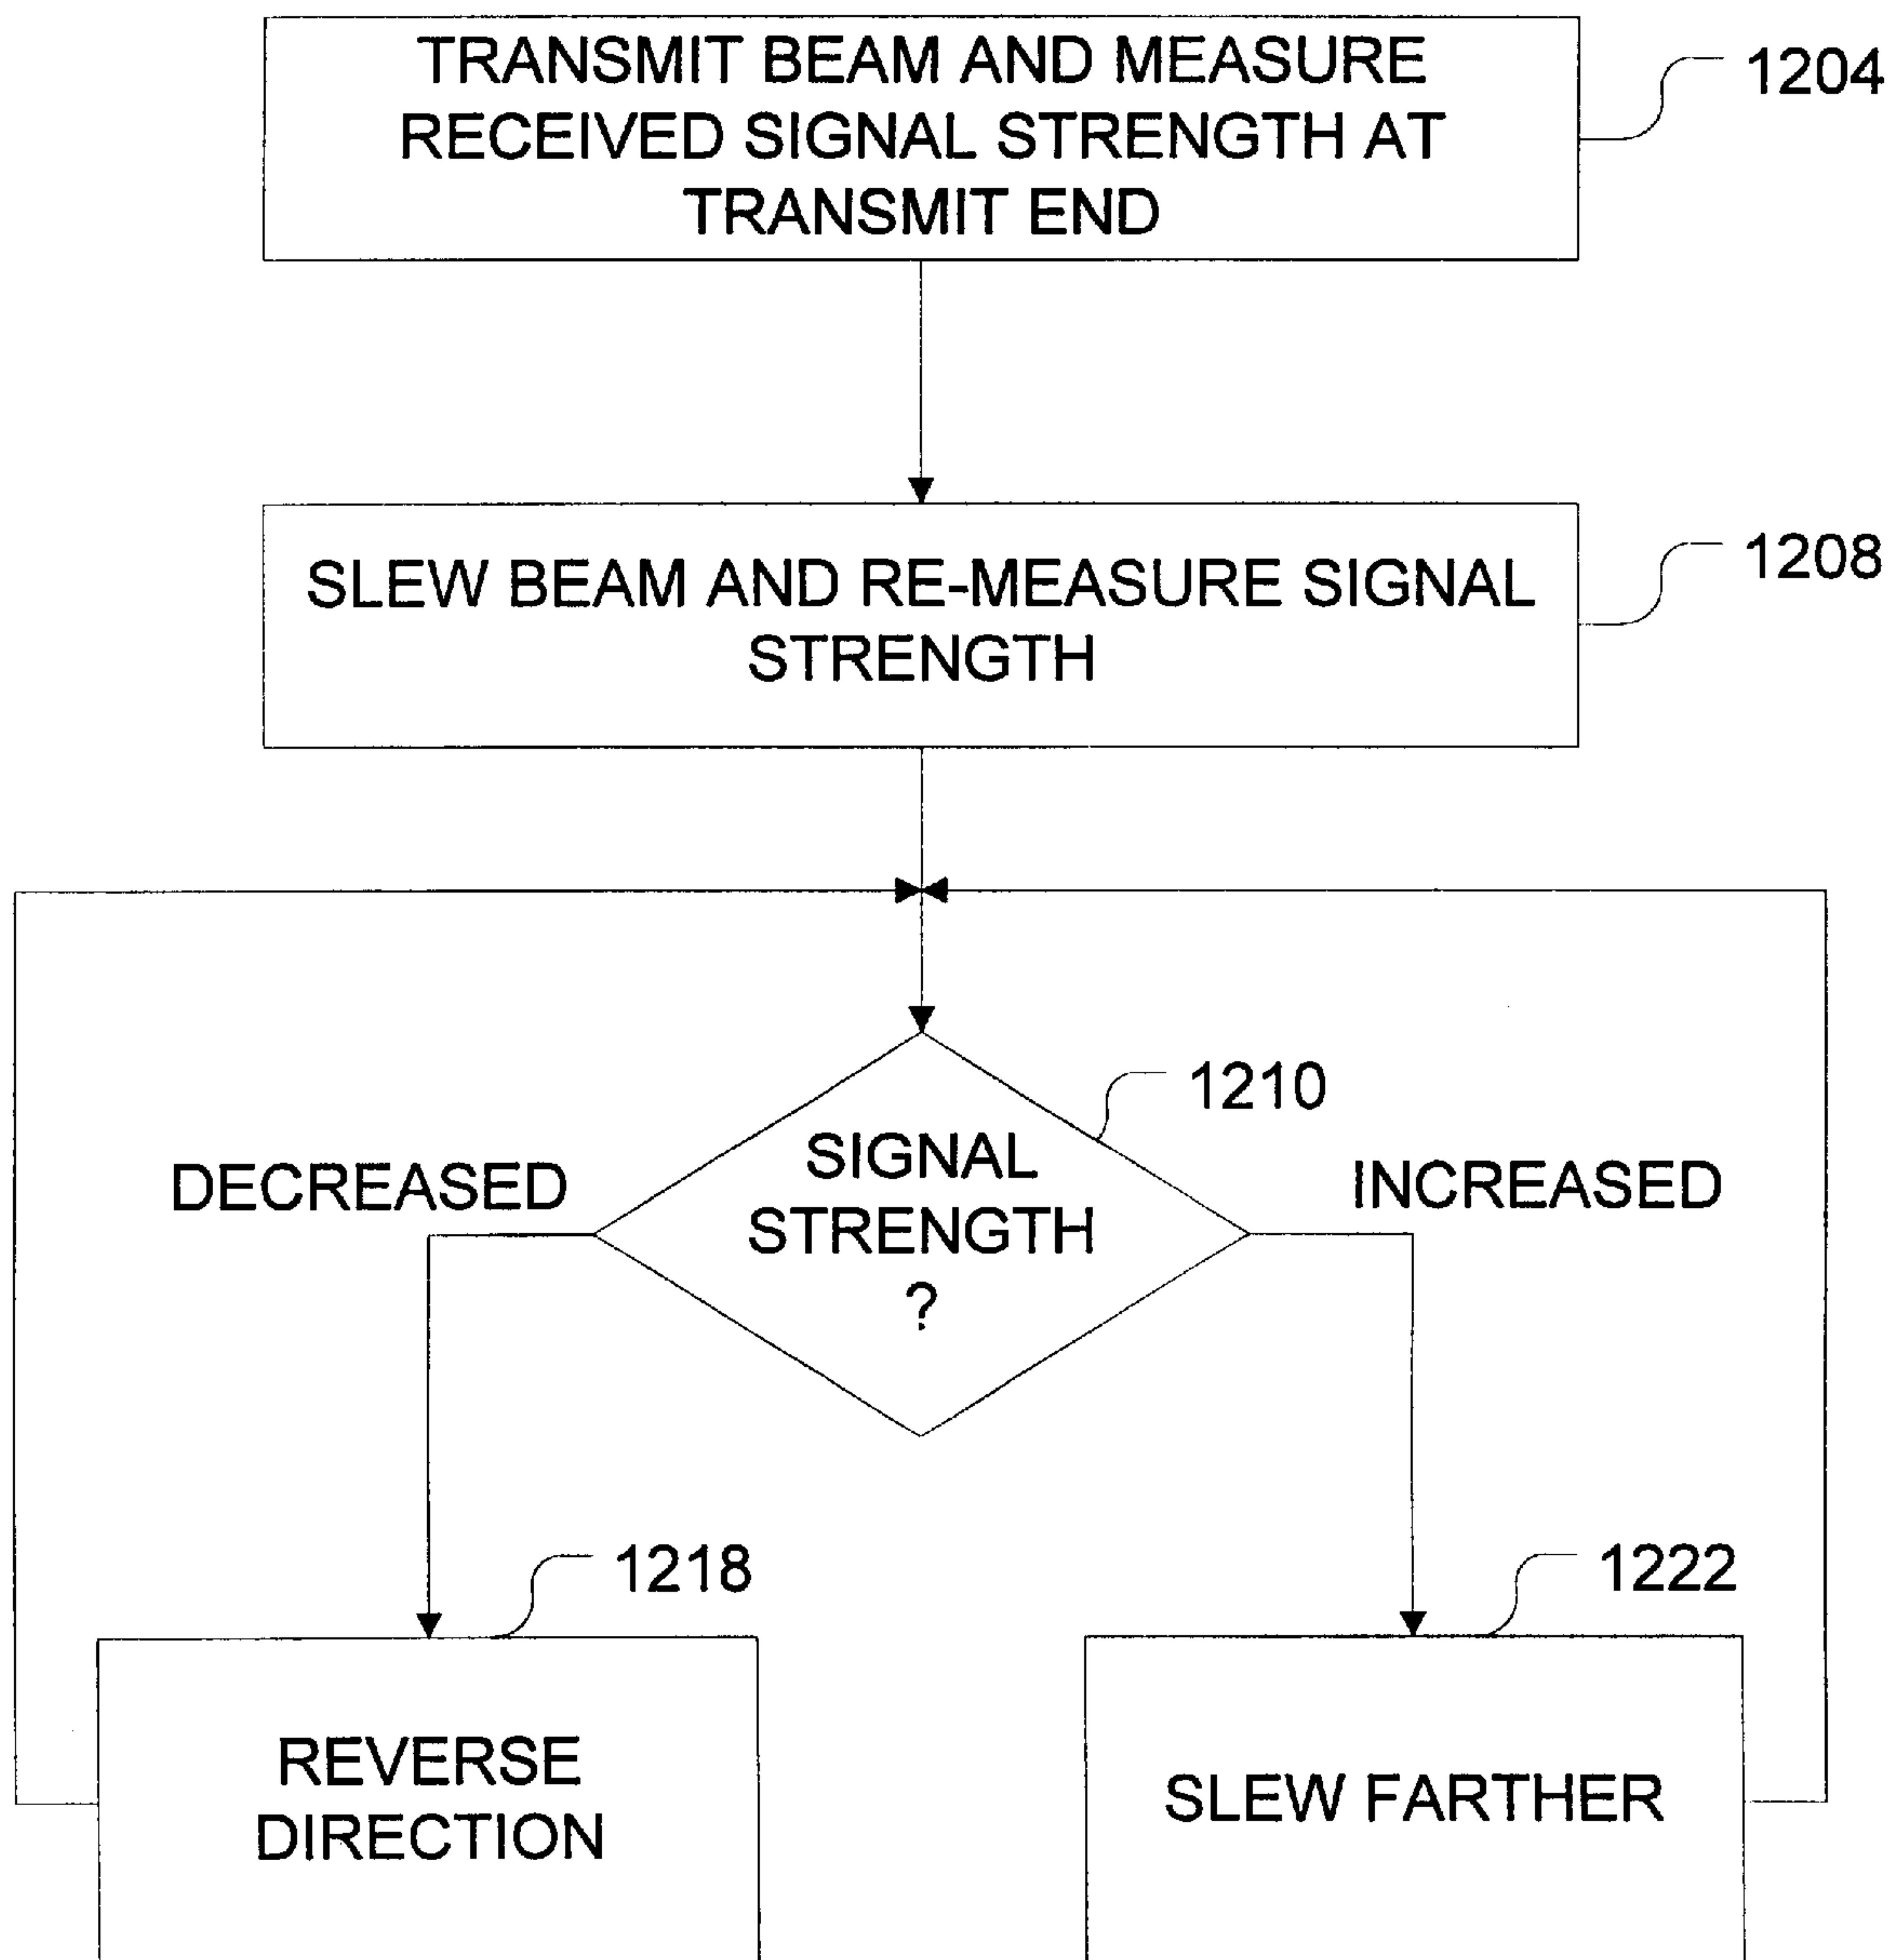 TRANSMIT BEAM AND MEASURE
RECEIVED SIGNAL STRENGTH AT
TRANSMIT END
1204
SLEW BEAM AND RE-MEASURE SIGNAL
STRENGTH
1208
1210
SIGNAL
STRENGTH
?
DECREASED
INCREASED
1218
1222
REVERSE
DIRECTION
SLEW FARTHER